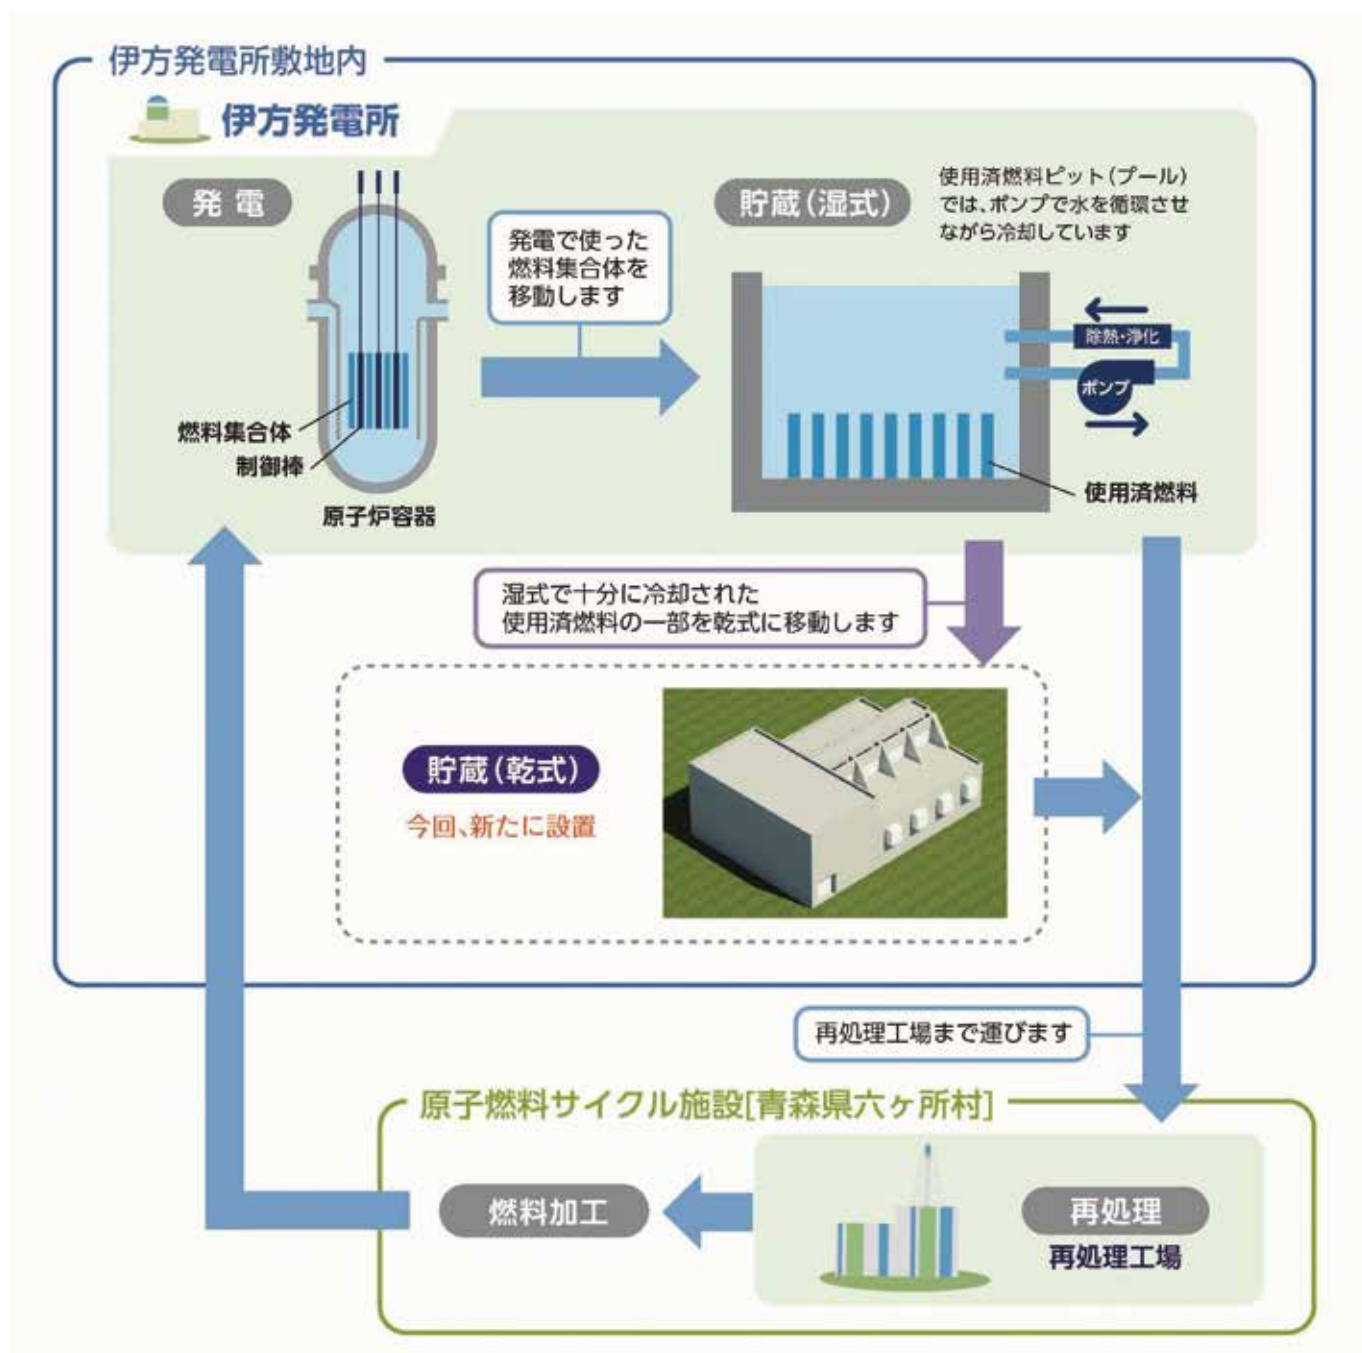 伊方発電所敷地内
伊方発電所
発電
貯蔵(湿式)
使用済燃料ピット(プール)
では、ポンプで水を循環させ
ながら冷却しています
発電で使った
燃料集合体を
移動します
除熱・浄化
ポンプ
燃料集合体
制御棒
原子炉容器
使用済燃料
湿式で十分に冷却された
使用済燃料の一部を乾式に移動します
貯蔵(乾式)
今回、新たに設置
再処理工場まで運びます
原子燃料サイクル施設[青森県六ヶ所村]
燃料加工
再処理
再処理工場